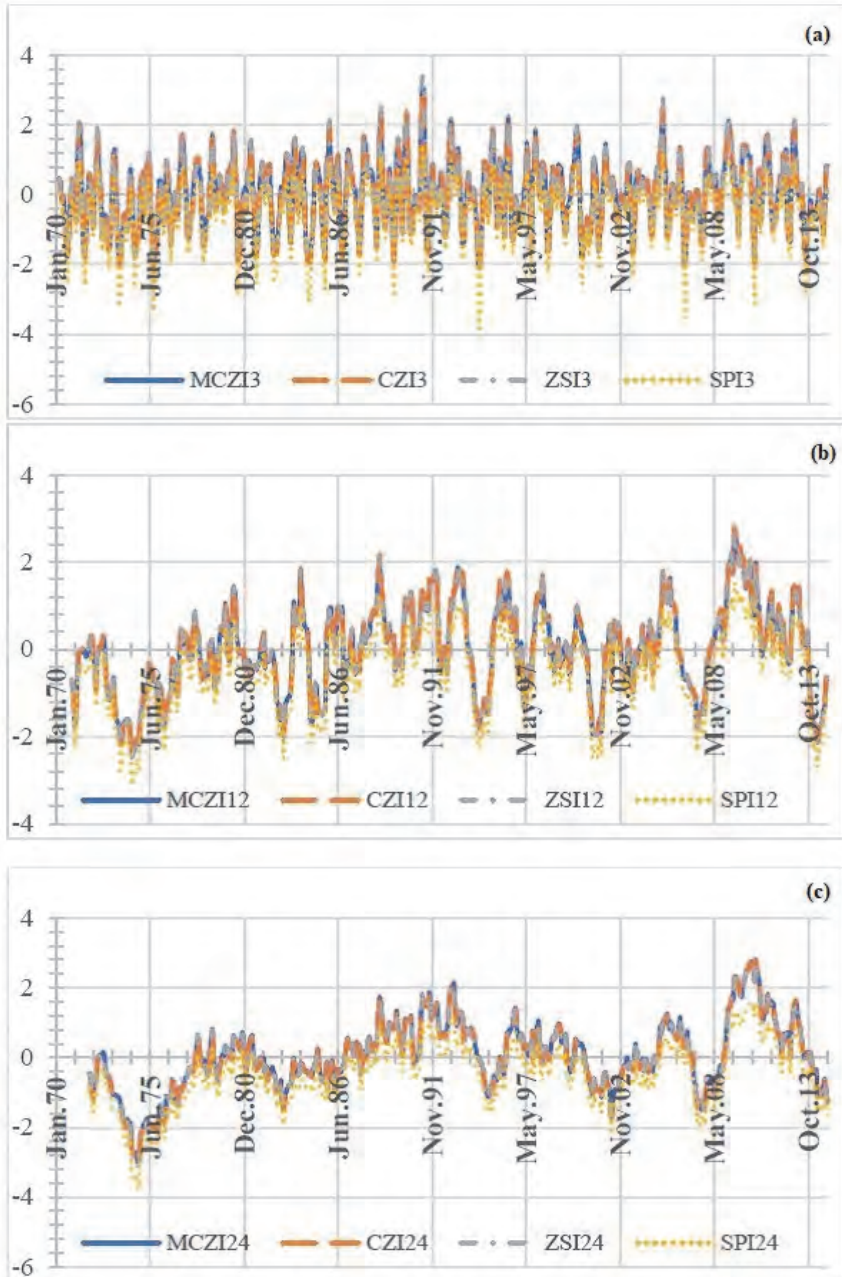 (a)
4
2
0
-2
-4
-6
Jan.70 Jun.75 Dec.80 Jun.86 Nov.91 May.97 Nov.02 May.08 Oct.13
MCZI3 CZI3 ZSI3 SPI3
(b)
4
2
0
-2
-4
Jan.70 Jun.75 Dec.80 Jun.86 Nov.91 May.97 Nov.02 May.08 Oct.13
MCZI12 CZI12 ZSI12 SPI12
(c)
4
2
0
-2
-4
-6
Jan.70 Jun.75 Dec.80 Jun.86 Nov.91 May.97 Nov.02 May.08 Oct.13
MCZI24 CZI24 ZSI24 SPI24